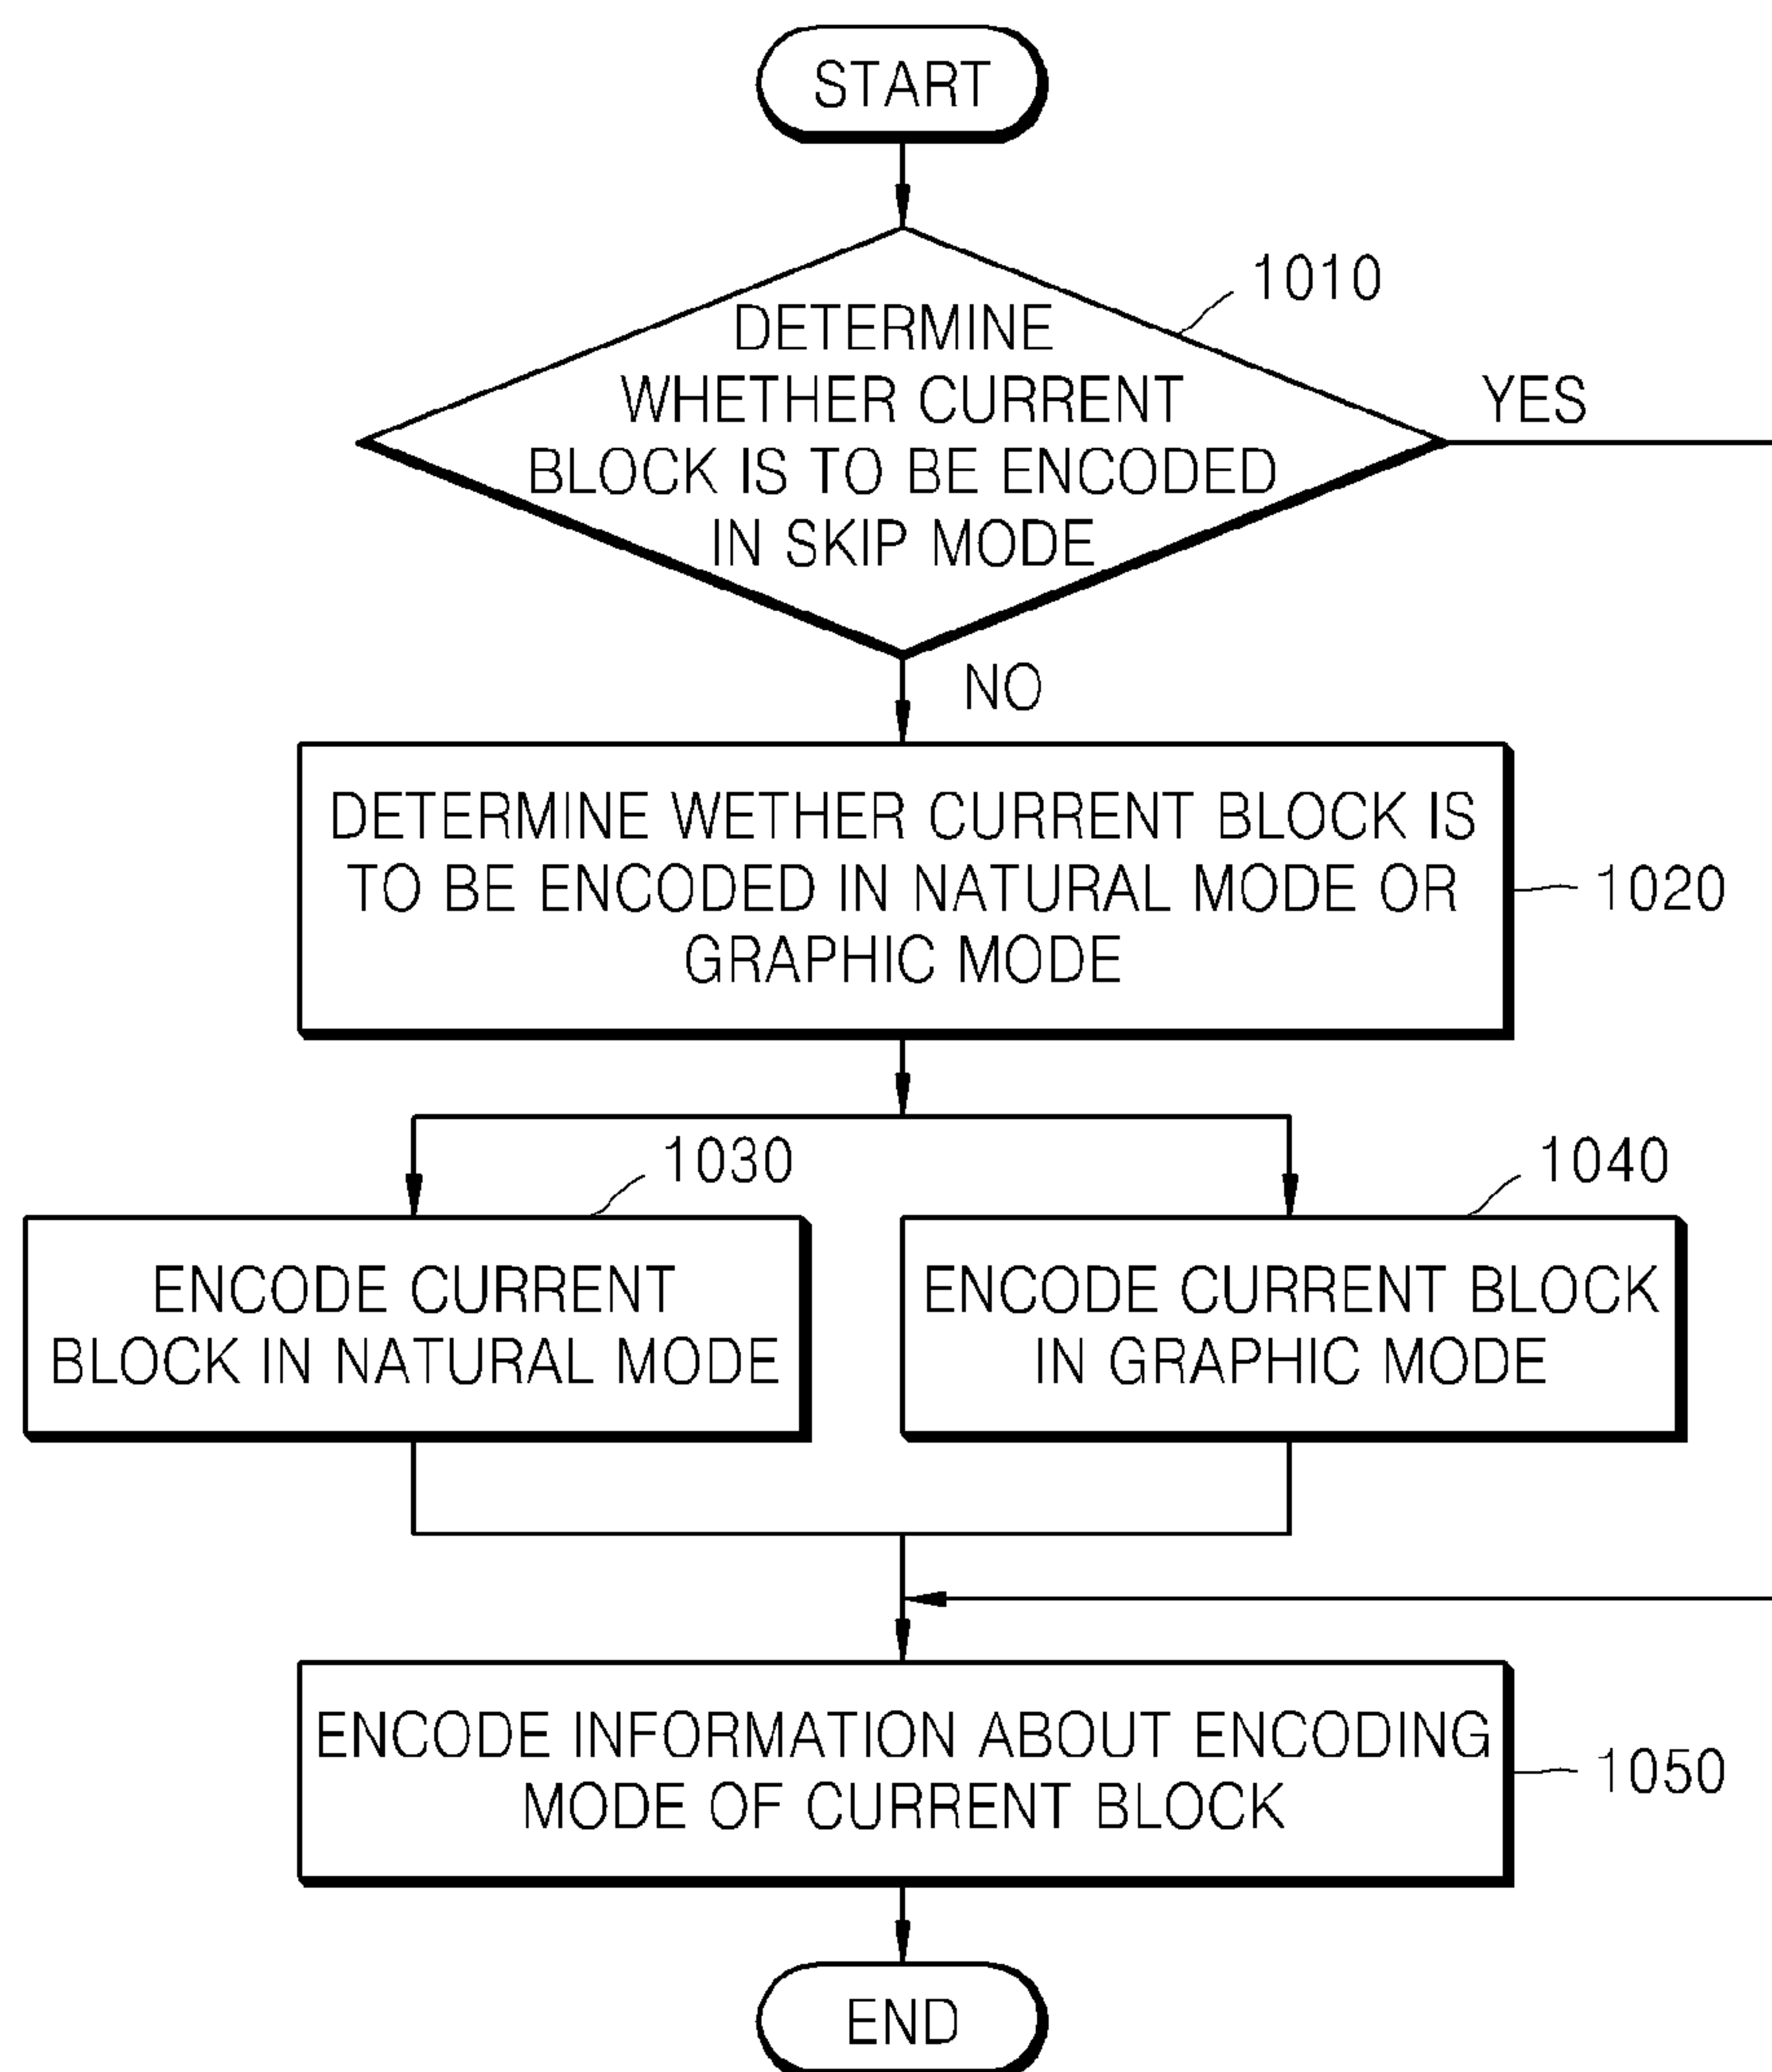 START
1010
DETERMINE
WHETHER CURRENT
BLOCK IS TO BE ENCODED
IN SKIP MODE
YES
NO
DETERMINE WETHER CURRENT BLOCK IS
TO BE ENCODED IN NATURAL MODE OR
GRAPHIC MODE
1020
1030
ENCODE CURRENT
BLOCK IN NATURAL MODE
1040
ENCODE CURRENT BLOCK
IN GRAPHIC MODE
ENCODE INFORMATION ABOUT ENCODING
MODE OF CURRENT BLOCK
1050
END